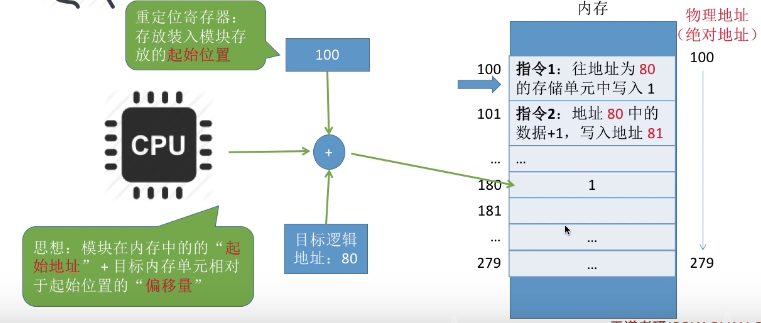 重定位寄存器：
存放装入模块存
放的起始位置
100
CPU
+
目标逻辑
地址：80
思想：模块在内存中的的“起
始地址” + 目标内存单元相对
于起始位置的“偏移量”
内存
物理地址
（绝对地址）
100
指令1：往地址为 80
的存储单元中写入 1
100
101
指令2：地址 80 中的
数据+1，写入地址 81
...
...
180
1
181
...
...
279
...
279